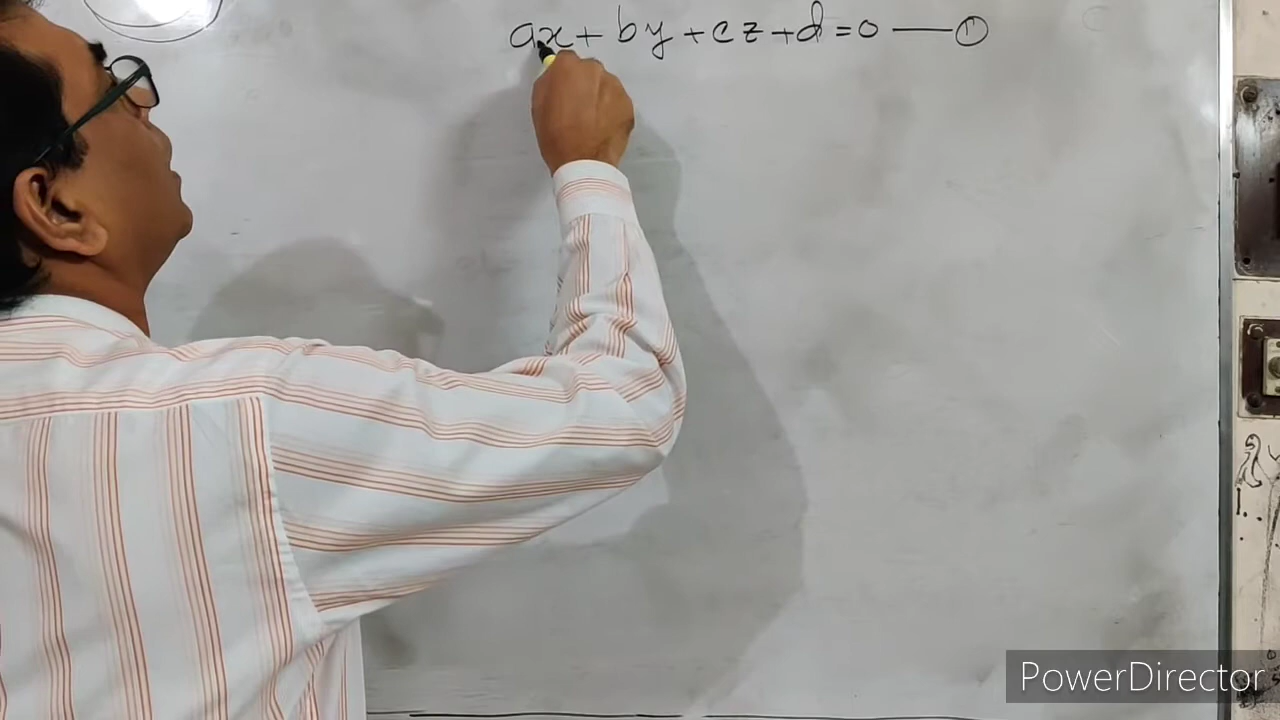 ax + by + cz + d = 0 — ①
PowerDirector